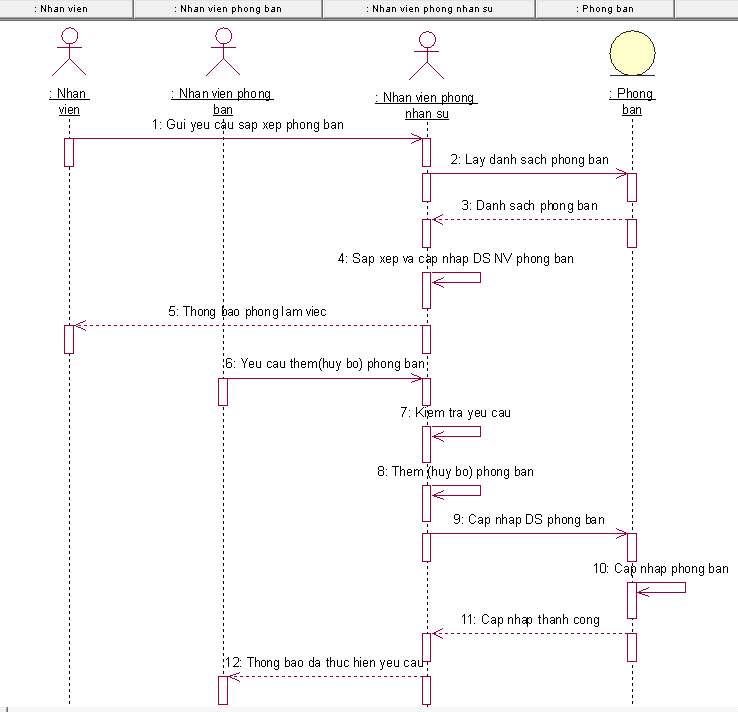 : Nhan vien
: Nhan vien phong ban
: Nhan vien phong nhan su
: Phong ban
: Nhan
vien
: Nhan vien phong
ban
: Nhan vien phong
nhan su
: Phong
ban
1: Gui yeu cau sap xep phong ban
2: Lay danh sach phong ban
3: Danh sach phong ban
4: Sap xep va cap nhap DS NV phong ban
5: Thong bao phong lam viec
6: Yeu cau them(huy bo) phong ban
7: Kiem tra yeu cau
8: Them (huy bo) phong ban
9: Cap nhap DS phong ban
10: Cap nhap phong ban
11: Cap nhap thanh cong
12: Thong bao da thuc hien yeu cau